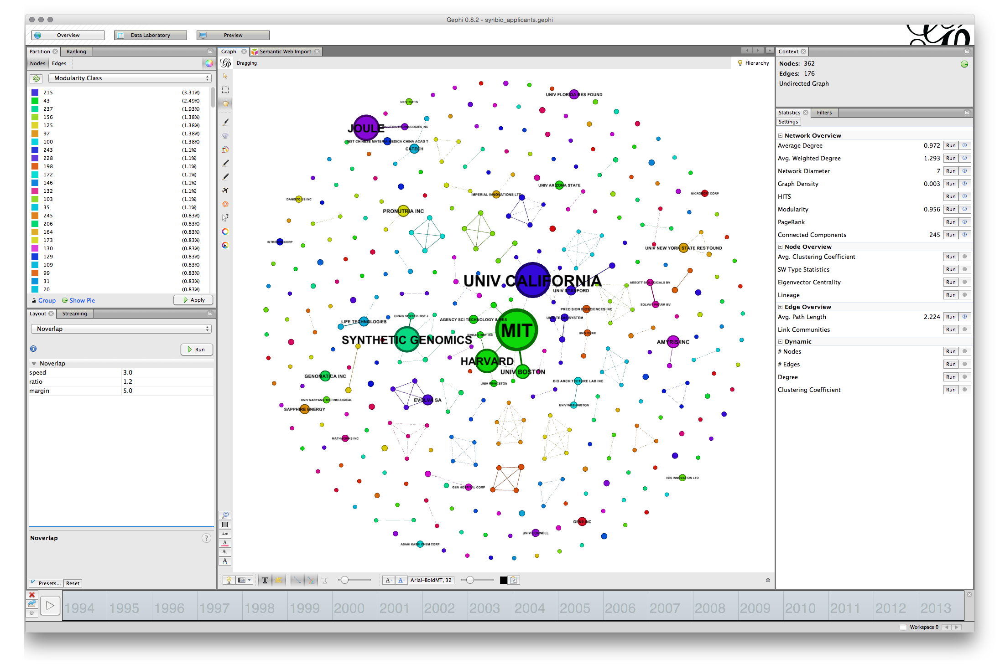 Gephi 0.8.2 - synbio_applicants.gephi
Overview
Data Laboratory
Preview
Partition
Ranking
Nodes
Edges
Modularity Class
215 (3.31%)
43 (2.49%)
237 (1.93%)
156 (1.38%)
125 (1.38%)
97 (1.38%)
100 (1.38%)
243 (1.1%)
228 (1.1%)
198 (1.1%)
172 (1.1%)
146 (1.1%)
132 (1.1%)
103 (1.1%)
35 (1.1%)
245 (0.83%)
206 (0.83%)
164 (0.83%)
173 (0.83%)
130 (0.83%)
129 (0.83%)
109 (0.83%)
99 (0.83%)
31 (0.83%)
20 (0.83%)
Group
Show Pie
Apply
Layout
Streaming
Noverlap
Run
Noverlap
speed 3.0
ratio 1.2
margin 5.0
Noverlap
?
Presets...
Reset
Graph
Semantic Web Import
Dragging
Hierarchy
size
UNIV FLORIDA RES FOUND
UNIV TUFTS
JOULE
JOULE BIOTECHNOLOGIES INC
INST CHINESE MATERIA MEDICA CHINA ACAD T
CATECH
UNIV ARIZONA STATE
IMPERIAL INNOVATIONS LTD
MICROSOFT CORP
DANISCO US INC
PRONUTRIA INC
INTREXON CORP
UNIV NEW YORK STATE RES FOUND
UNIV CALIFORNIA
UNIV STANFORD
ABBOTT BIOLOGICALS BV
SOLVAY PHARM BV
PRECISION BIOSCIENCES INC
CRAIG VENTER INST J
AGENCY SCI TECHNOLOGY & RES
UNIV TEXAS SYSTEM
LIFE TECHNOLOGIES
MIT
UNIV DUKE
BROAD INST INC
SYNTHETIC GENOMICS
AMYRIS INC
HARVARD
UNIV BOSTON
GENOMATICA INC
BIO ARCHITECTURE LAB INC
UNIV PRINCETON
UNIV NANYANG TECHNOLOGICAL
EVOLVA SA
UNIV WASHINGTON
SAPPHIRE ENERGY
MATHWORKS INC
ISIS INNOVATION LTD
GEN HOSPITAL CORP
GEN9 INC
UNIV CORNELL
ASAHI KASEI CHEM CORP
Arial-BoldMT, 32
Context
Nodes: 362
Edges: 176
Undirected Graph
Statistics
Filters
Settings
Network Overview
Average Degree 0.972 Run
Avg. Weighted Degree 1.293 Run
Network Diameter 7 Run
Graph Density 0.003 Run
HITS Run
Modularity 0.956 Run
PageRank Run
Connected Components 245 Run
Node Overview
Avg. Clustering Coefficient Run
SW Type Statistics Run
Eigenvector Centrality Run
Lineage Run
Edge Overview
Avg. Path Length 2.224 Run
Link Communities Run
Dynamic
# Nodes Run
# Edges Run
Degree Run
Clustering Coefficient Run
1994 1995 1996 1997 1998 1999 2000 2001 2002 2003 2004 2005 2006 2007 2008 2009 2010 2011 2012 2013
Workspace 0